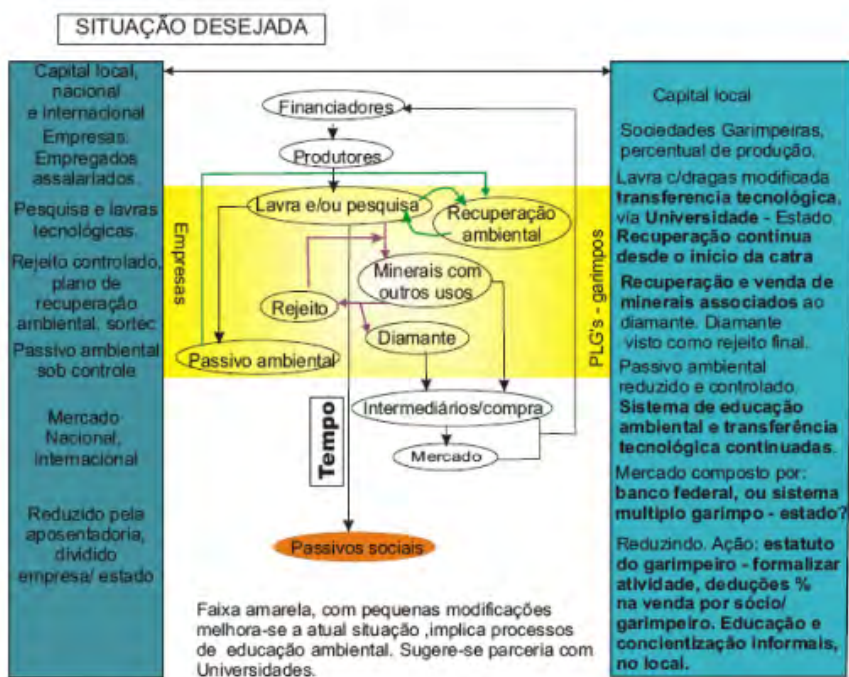 SITUAÇÃO DESEJADA
Capital local,
nacional
e internacional
Empresas.
Empregados
assalariados.
Pesquisa e lavras
tecnológicas.
Rejeito controlado,
plano de
recuperação
ambiental, sortec
Passivo ambiental
sob controle
Mercado
Nacional,
internacional
Reduzido pela
aposentadoria,
dividido
empresa/ estado
Empresas
Financiadores
Produtores
Lavra e/ou pesquisa
Recuperação
ambiental
Minerais com
outros usos
Rejeito
Diamante
Passivo ambiental
Intermediários/compra
Mercado
Tempo
Passivos sociais
Faixa amarela, com pequenas modificações
melhora-se a atual situação ,implica processos
de educação ambiental. Sugere-se parceria com
Universidades.
PLG's - garimpos
Capital local
Sociedades Garimpeiras,
percentual de produção.
Lavra c/dragas modificada
transferencia tecnológica,
via Universidade - Estado.
Recuperação contínua
desde o início da catra
Recuperação e venda de
minerais associados ao
diamante. Diamante
visto como rejeito final.
Passivo ambiental
reduzido e controlado.
Sistema de educação
ambiental e transferência
tecnológica continuadas.
Mercado composto por:
banco federal, ou sistema
multiplo garimpo - estado?
Reduzindo. Ação: estatuto
do garimpeiro - formalizar
atividade, deduções %
na venda por sócio/
garimpeiro. Educação e
concientização informais,
no local.